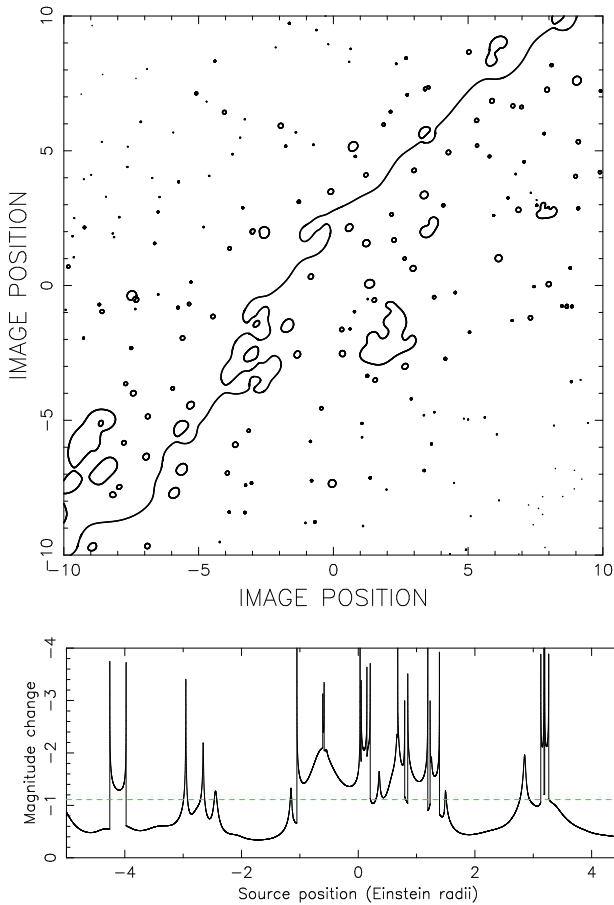 10
5
0
−5
−10
IMAGE POSITION
−10 −5 0 5 10
IMAGE POSITION
−4
−3
−2
−1
0
Magnitude change
−4 −2 0 2 4
Source position (Einstein radii)